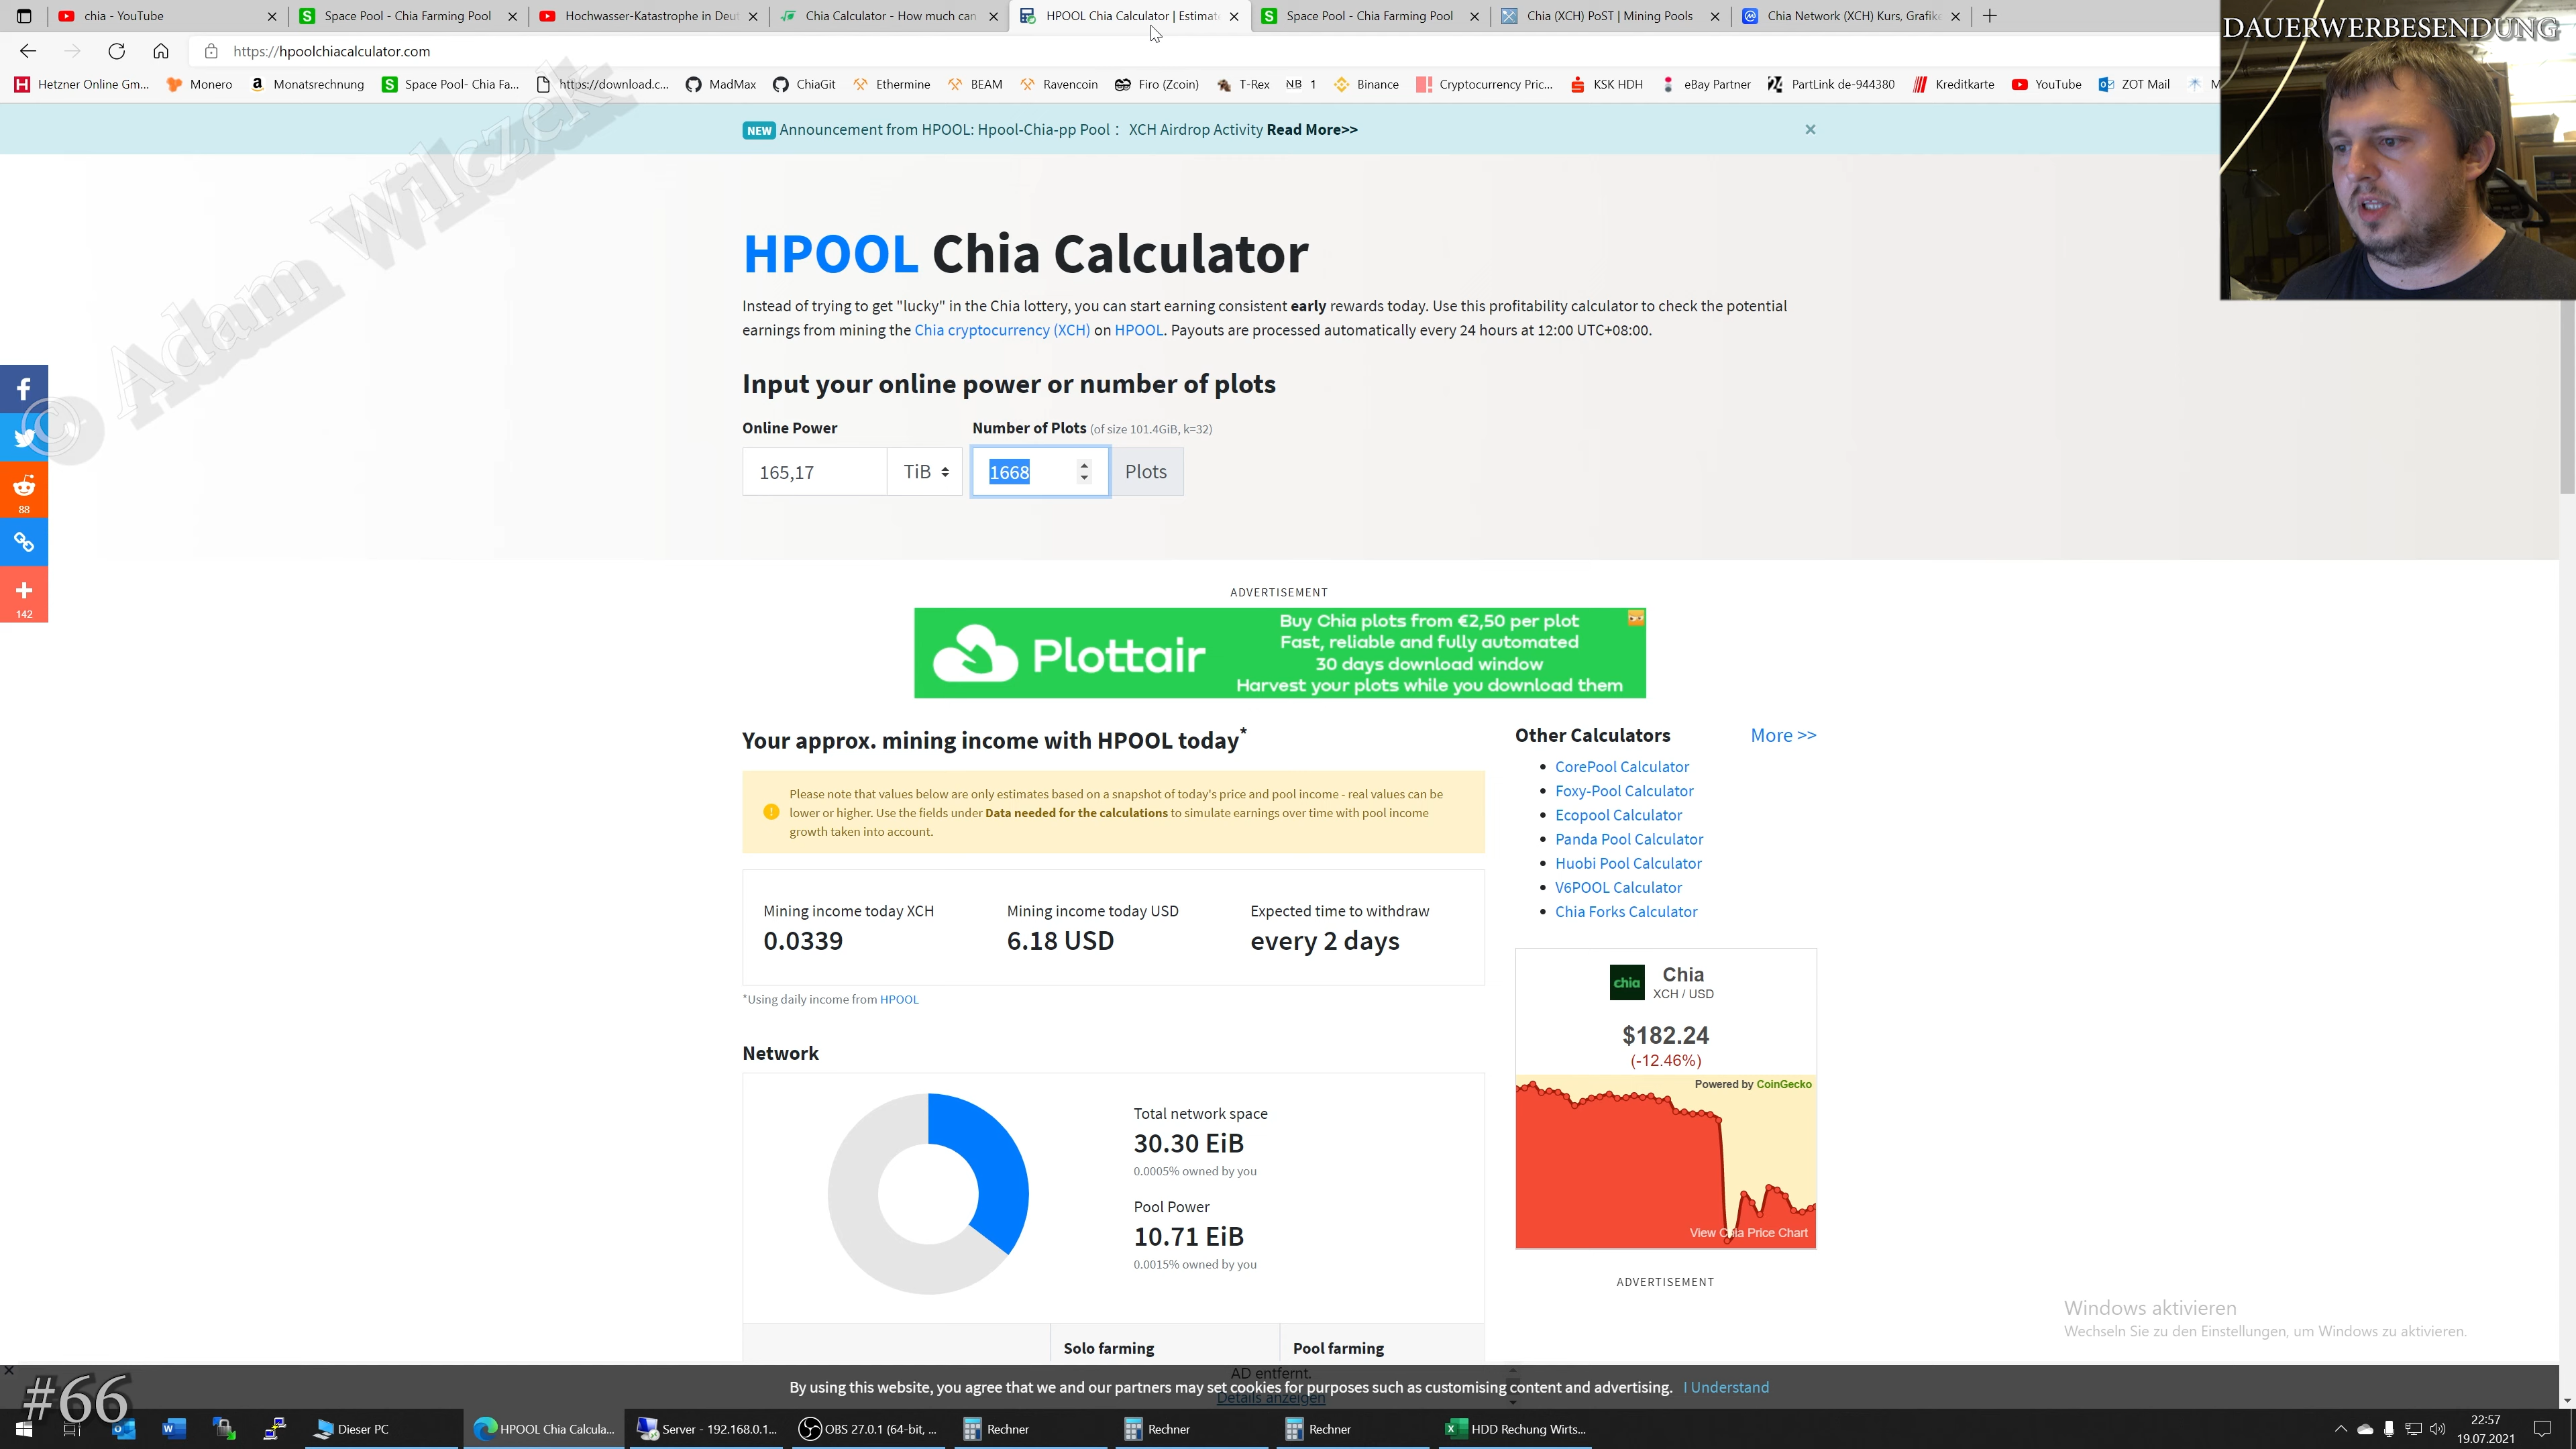 chia - YouTube
Space Pool - Chia Farming Pool
Hochwasser-Katastrophe in Deut
Chia Calculator - How much can
HPOOL Chia Calculator | Estimat
Space Pool - Chia Farming Pool
Chia (XCH) PoST | Mining Pools
Chia Network (XCH) Kurs, Grafike
DAUERWERBESENDUNG
https://hpoolchiacalculator.com
Hetzner Online Gm...
Monero
Monatsrechnung
Space Pool- Chia Fa...
https://download.c...
MadMax
ChiaGit
Ethermine
BEAM
Ravencoin
Firo (Zcoin)
T-Rex
NB 1
Binance
Cryptocurrency Pric...
KSK HDH
eBay Partner
PartLink de-944380
Kreditkarte
YouTube
ZOT Mail
M
NEW Announcement from HPOOL: Hpool-Chia-pp Pool : XCH Airdrop Activity Read More>>
© Adam Wilczek
HPOOL Chia Calculator
Instead of trying to get "lucky" in the Chia lottery, you can start earning consistent early rewards today. Use this profitability calculator to check the potential
earnings from mining the Chia cryptocurrency (XCH) on HPOOL. Payouts are processed automatically every 24 hours at 12:00 UTC+08:00.
Input your online power or number of plots
Online Power
Number of Plots (of size 101.4GiB, k=32)
165,17 TiB
1668 Plots
88
142
ADVERTISEMENT
Plottair
Buy Chia plots from €2,50 per plot
Fast, reliable and fully automated
30 days download window
Harvest your plots while you download them
Your approx. mining income with HPOOL today*
Please note that values below are only estimates based on a snapshot of today's price and pool income - real values can be
lower or higher. Use the fields under Data needed for the calculations to simulate earnings over time with pool income
growth taken into account.
Mining income today XCH
0.0339
Mining income today USD
6.18 USD
Expected time to withdraw
every 2 days
*Using daily income from HPOOL
Network
Total network space
30.30 EiB
0.0005% owned by you
Pool Power
10.71 EiB
0.0015% owned by you
Solo farming
Pool farming
Other Calculators
More >>
CorePool Calculator
Foxy-Pool Calculator
Ecopool Calculator
Panda Pool Calculator
Huobi Pool Calculator
V6POOL Calculator
Chia Forks Calculator
chia
Chia
XCH / USD
$182.24
(-12.46%)
Powered by CoinGecko
View Chia Price Chart
ADVERTISEMENT
Windows aktivieren
Wechseln Sie zu den Einstellungen, um Windows zu aktivieren.
AD entfernt.
Details anzeigen
By using this website, you agree that we and our partners may set cookies for purposes such as customising content and advertising. I Understand
#66
Dieser PC
HPOOL Chia Calcula...
Server - 192.168.0.1...
OBS 27.0.1 (64-bit, ...
Rechner
Rechner
Rechner
HDD Rechung Wirts...
22:57
19.07.2021